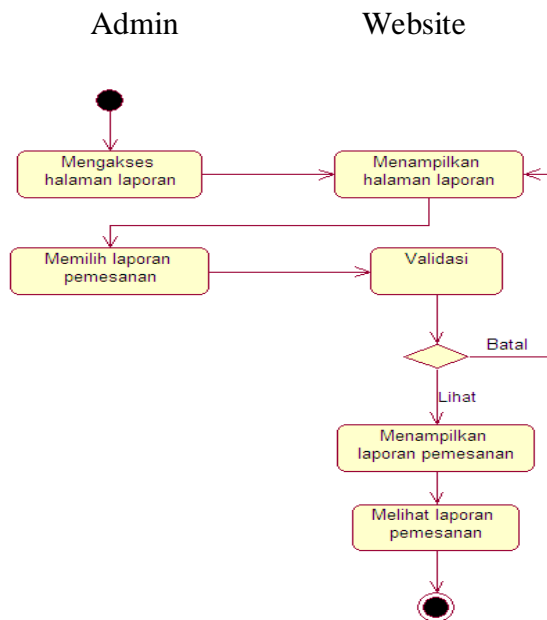 Admin
Website
Mengakses
halaman laporan
Menampilkan
halaman laporan
Memilih laporan
pemesanan
Validasi
Batal
Lihat
Menampilkan
laporan pemesanan
Melihat laporan
pemesanan